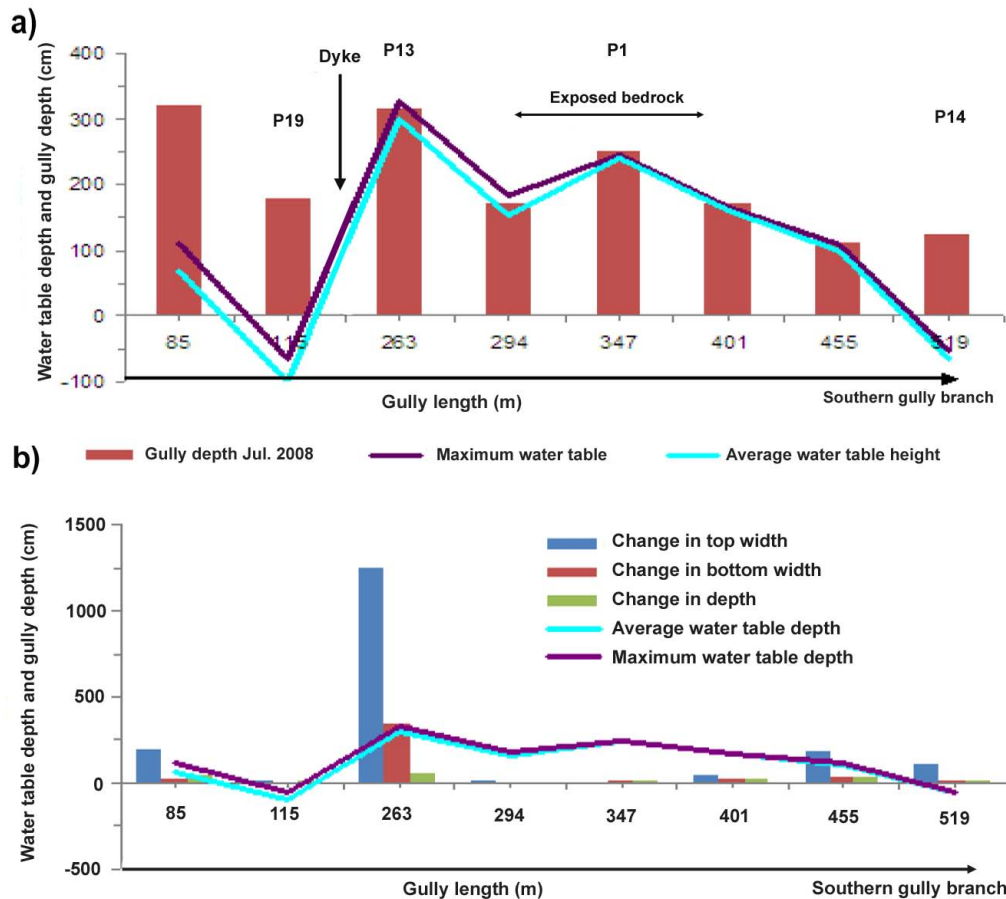 a)
Water table depth and gully depth (cm)
400
300
200
100
0
-100
P19
Dyke
P13
P1
Exposed bedrock
P14
85
115
263
294
347
401
455
519
Gully length (m)
Southern gully branch
Gully depth Jul. 2008
Maximum water table
Average water table height
b)
Water table depth and gully depth (cm)
1500
1000
500
0
-500
Change in top width
Change in bottom width
Change in depth
Average water table depth
Maximum water table depth
85
115
263
294
347
401
455
519
Gully length (m)
Southern gully branch